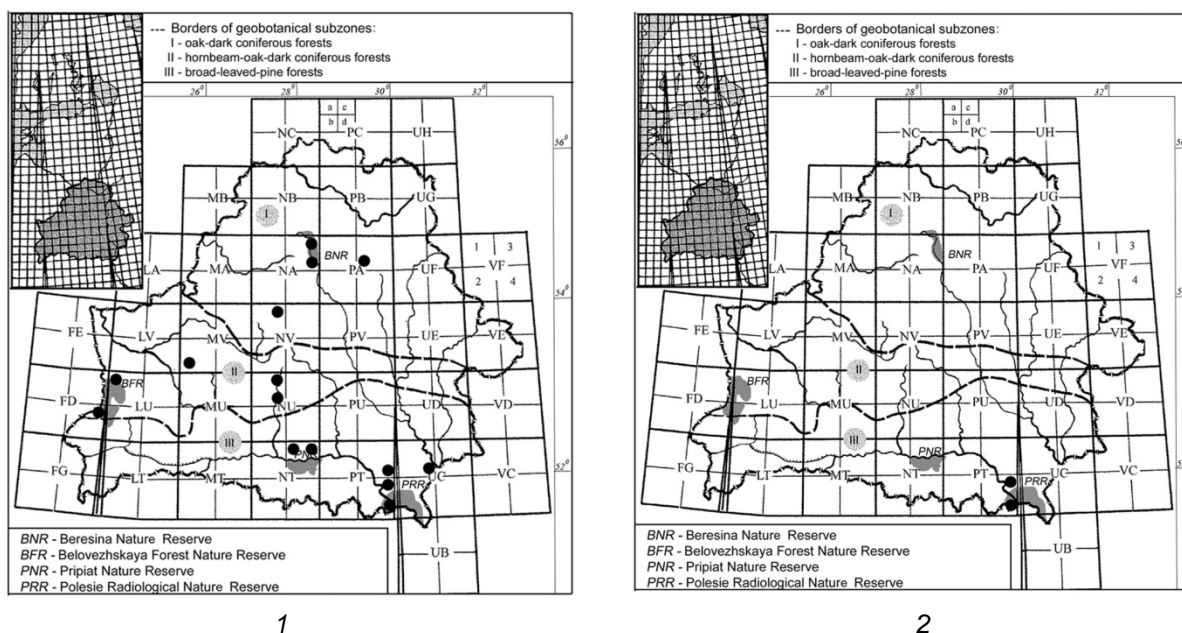 --- Borders of geobotanical subzones:
I - oak-dark coniferous forests
II - hornbeam-oak-dark coniferous forests
III - broad-leaved-pine forests
26° 28° 30° 32°
a c
b d
NC PC UH
56°
MB NB PB UG
I
BNR
1 3
LA MA NA PA UF VF
2 4
54°
FE LV MV NV PV UE VE
II
BFR
FD LU MU NU PU UD VD
III
PNR
52°
FG LT MT NT PT UC VC
PRR
UB
BNR - Beresina Nature Reserve
BFR - Belovezhskaya Forest Nature Reserve
PNR - Pripiat Nature Reserve
PRR - Polesie Radiological Nature Reserve
1
--- Borders of geobotanical subzones:
I - oak-dark coniferous forests
II - hornbeam-oak-dark coniferous forests
III - broad-leaved-pine forests
26° 28° 30° 32°
a c
b d
NC PC UH
56
MB NB PB UG
I
BNR
1 3
LA MA NA PA UF VF
2 4
FE LV MV NV PV UE VE
II
BFR
FD LU MU NU PU UD VD
III
PNR
FG LT MT NT PT UC VC
PRR
UB
BNR - Beresina Nature Reserve
BFR - Belovezhskaya Forest Nature Reserve
PNR - Pripiat Nature Reserve
PRR - Polesie Radiological Nature Reserve
2